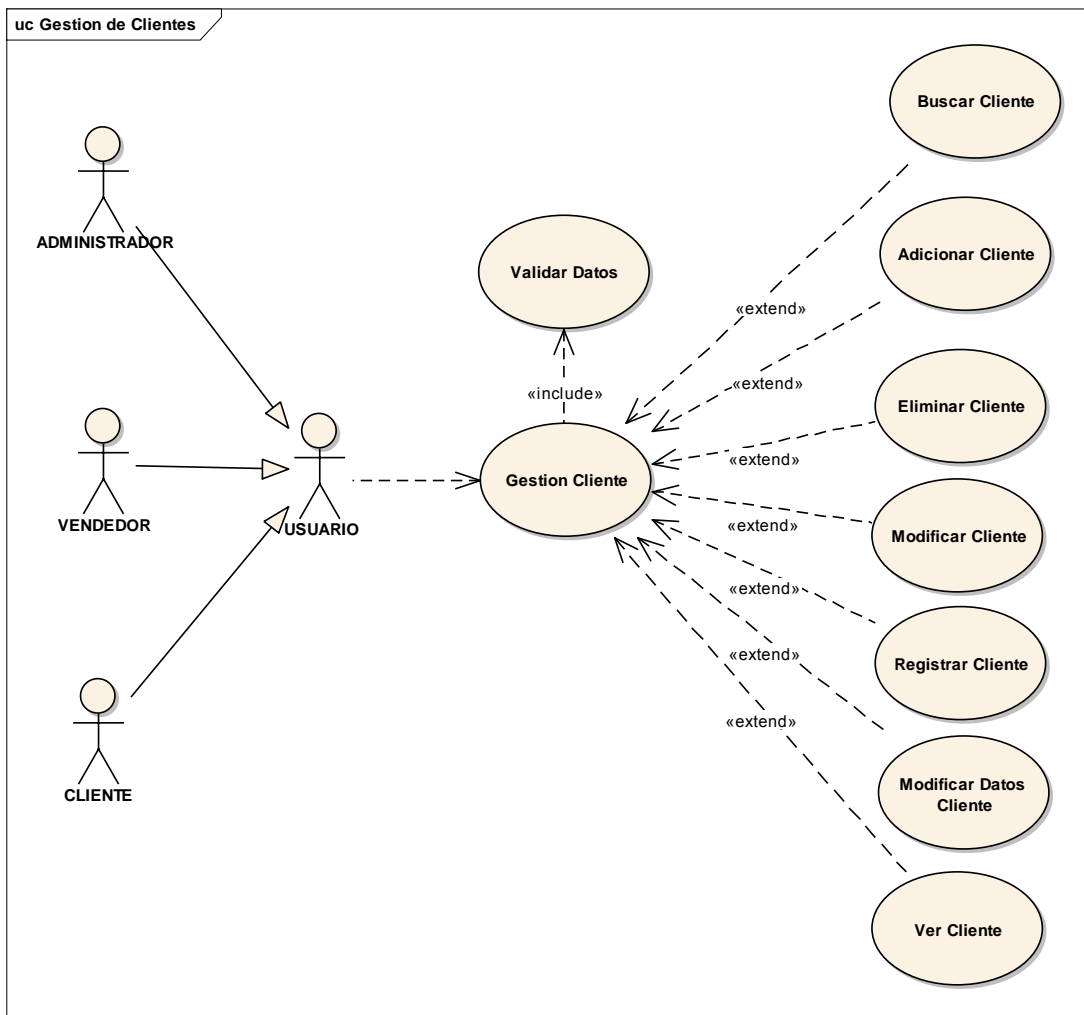 uc Gestion de Clientes
ADMINISTRADOR
VENDEDOR
CLIENTE
USUARIO
Validar Datos
«include»
Gestion Cliente
«extend»
«extend»
«extend»
«extend»
«extend»
«extend»
«extend»
Buscar Cliente
Adicionar Cliente
Eliminar Cliente
Modificar Cliente
Registrar Cliente
Modificar Datos
Cliente
Ver Cliente